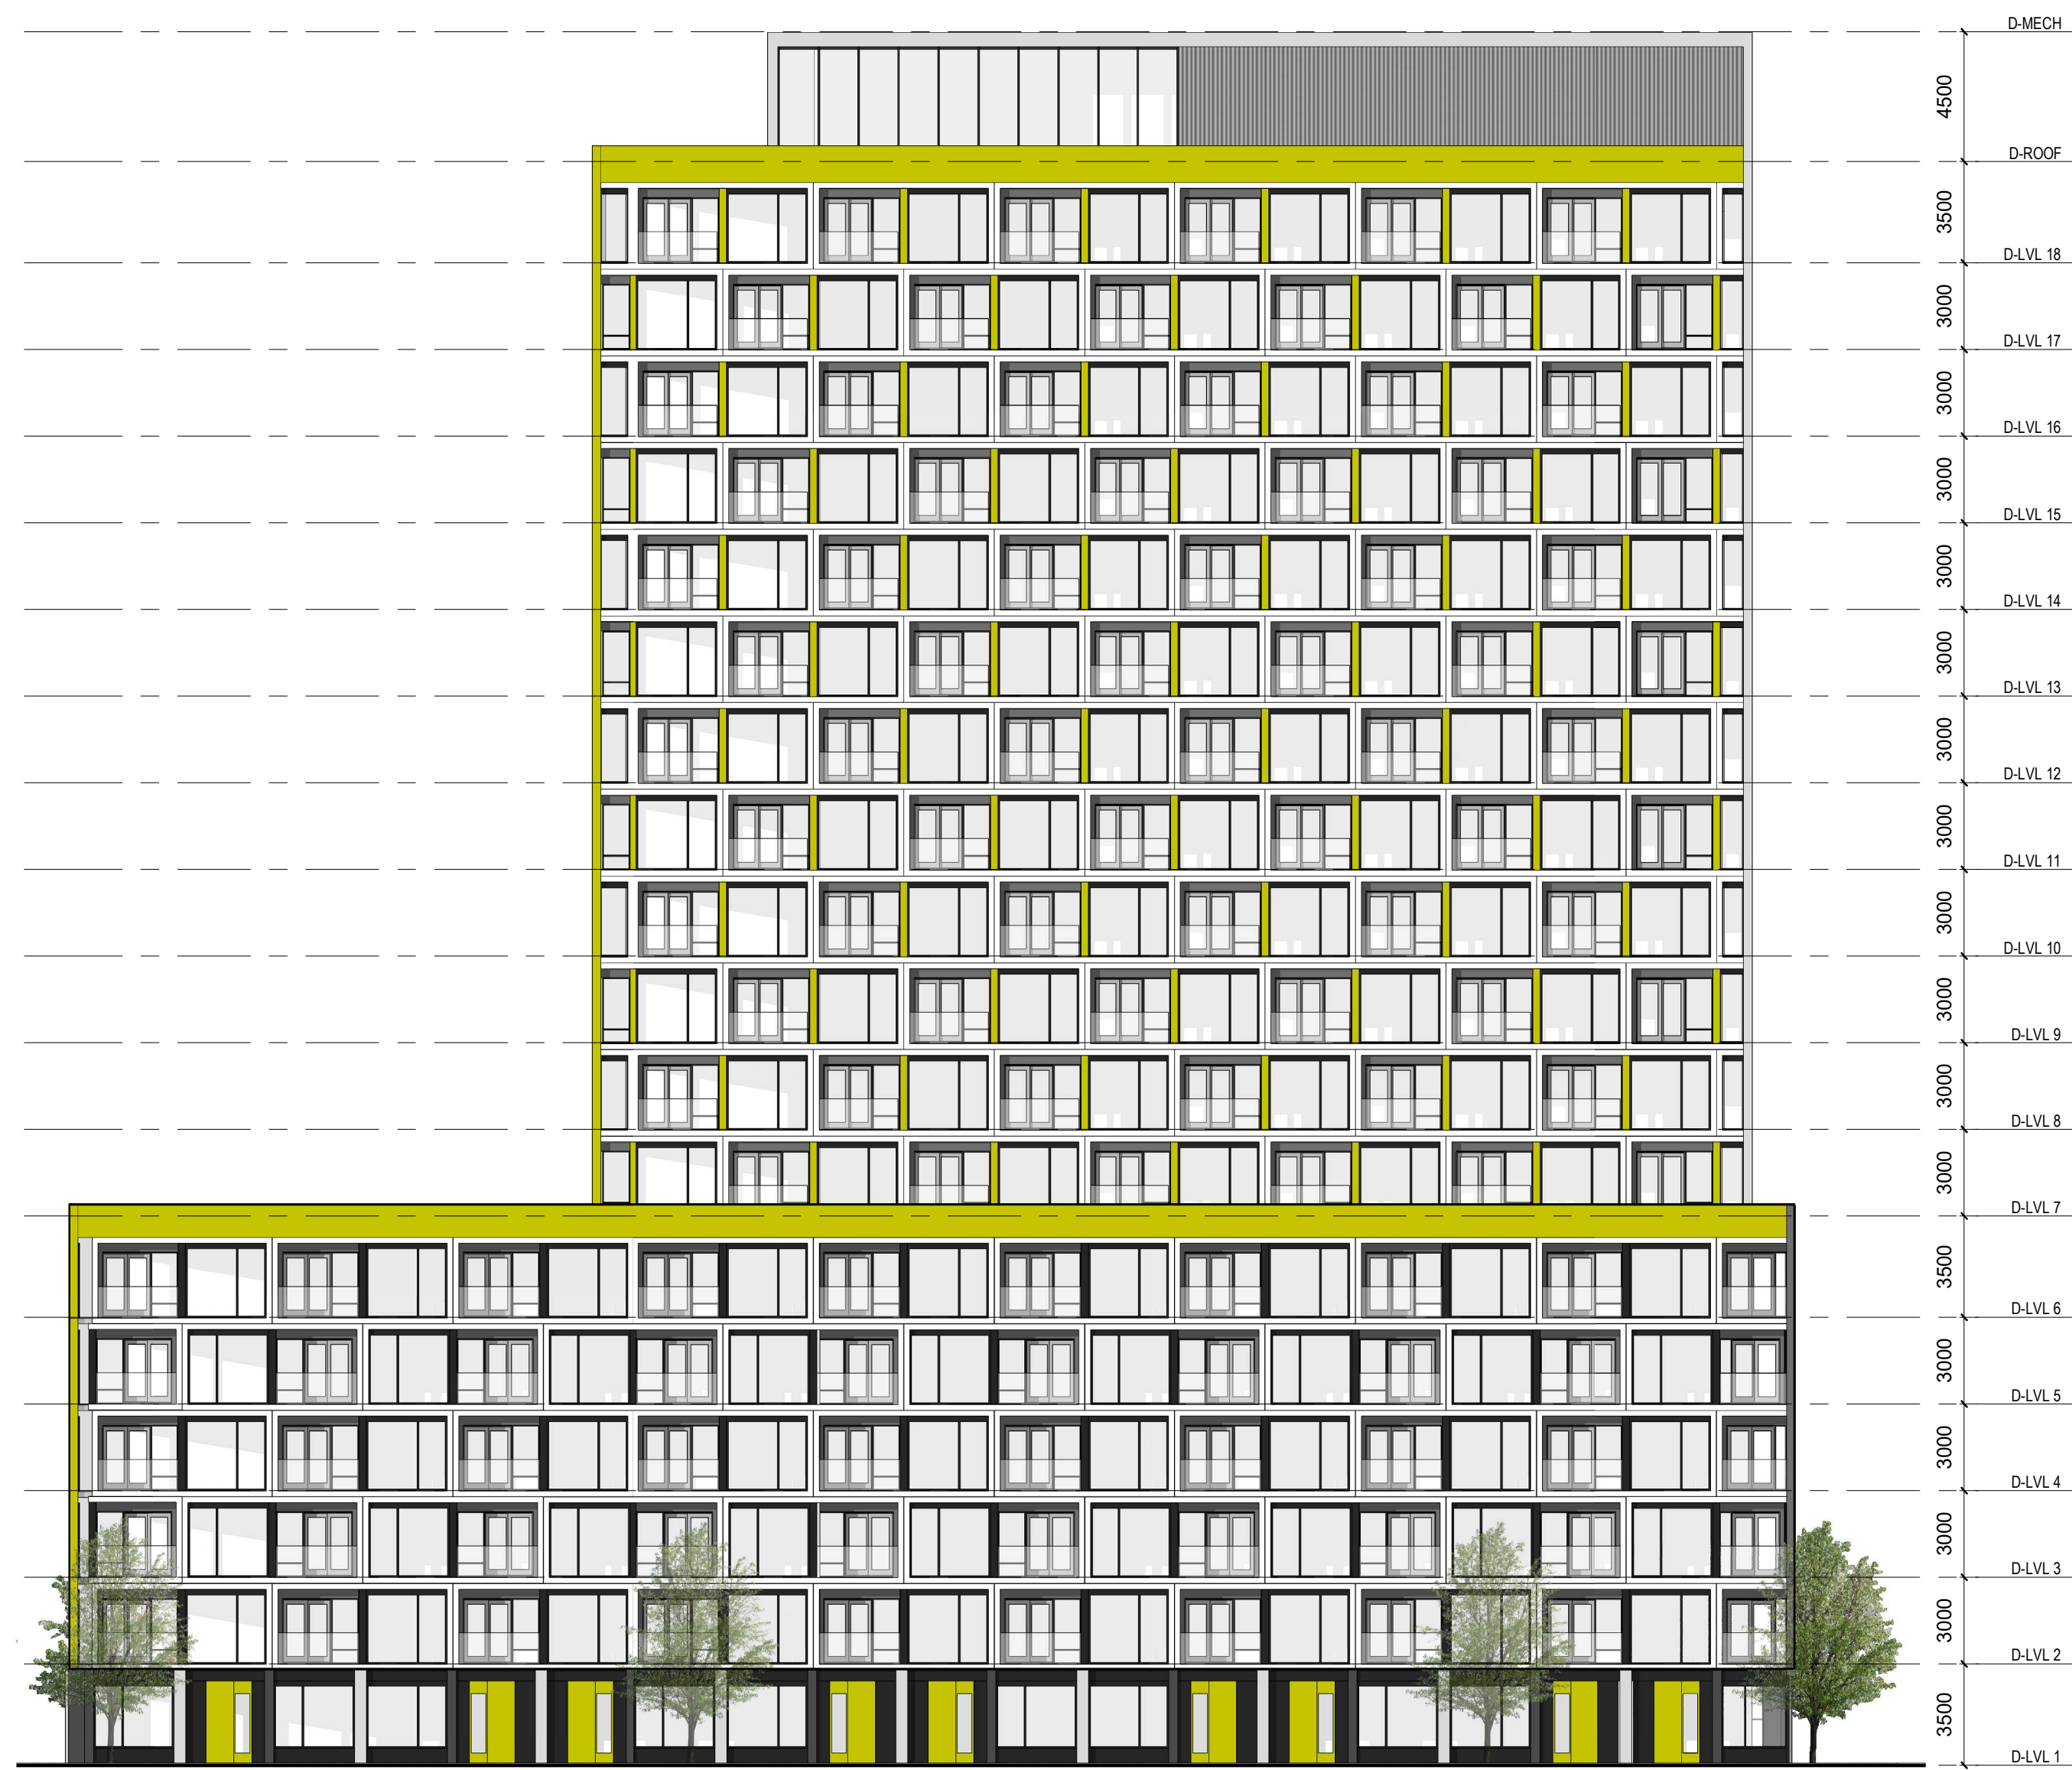 D-MECH
4500
D-ROOF
3500
D-LVL 18
3000
D-LVL 17
3000
D-LVL 16
3000
D-LVL 15
3000
D-LVL 14
3000
D-LVL 13
3000
D-LVL 12
3000
D-LVL 11
3000
D-LVL 10
3000
D-LVL 9
3000
D-LVL 8
3000
D-LVL 7
3500
D-LVL 6
3000
D-LVL 5
3000
D-LVL 4
3000
D-LVL 3
3000
D-LVL 2
3500
D-LVL 1